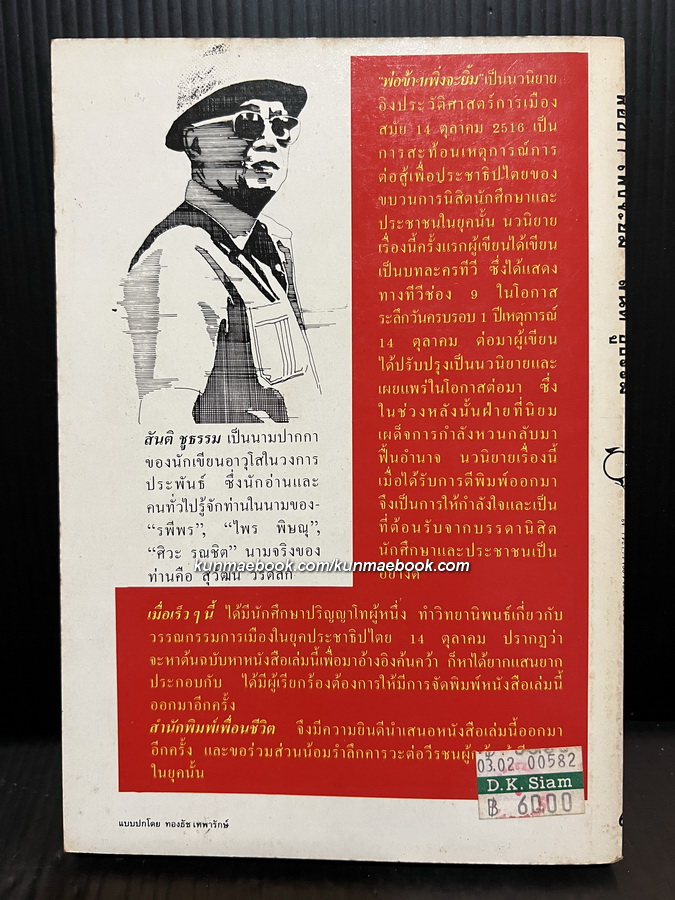 "พ่อข้าฯเพิ่งจะยิ้ม" เป็นนวนิยาย
อิงประวัติศาสตร์การเมือง
สมัย 14 ตุลาคม 2516 เป็น
การสะท้อนเหตุการณ์การ
ต่อสู้เพื่อประชาธิปไตยของ
ขบวนการนิสิตนักศึกษาและ
ประชาชนในยุคนั้น นวนิยาย
เรื่องนี้ครั้งแรกผู้เขียนได้เขียน
เป็นบทละครทีวี ซึ่งได้แสดง
ทางทีวีช่อง 9 ในโอกาส
ระลึกวันครบรอบ 1 ปีเหตุการณ์
14 ตุลาคม ต่อมาผู้เขียน
ได้ปรับปรุงเป็นนวนิยายและ
เผยแพร่ในโอกาสต่อมา ซึ่ง
ในช่วงหลังนั้นฝ่ายที่นิยม
เผด็จการกำลังหวนกลับมา
ฟื้นอำนาจ นวนิยายเรื่องนี้
เมื่อได้รับการตีพิมพ์ออกมา
จึงเป็นการให้กำลังใจและเป็น
ที่ต้อนรับจากบรรดานิสิต
นักศึกษาและประชาชนเป็น
อย่างดี
สันติ ชูธรรม เป็นนามปากกา
ของนักเขียนอาวุโสในวงการ
ประพันธ์ ซึ่งนักอ่านและ
คนทั่วไปรู้จักท่านในนามของ-
"รพีพร", "ไพร พิษณุ",
"ศิวะ รณชิต" นามจริงของ
ท่านคือ สุวัฒน์ วรดิลก
kunmaebook.com/kunmaebook.com
เมื่อเร็ว ๆ นี้ ได้มีนักศึกษาปริญญาโทผู้หนึ่ง ทำวิทยานิพนธ์เกี่ยวกับ
วรรณกรรมการเมืองในยุคประชาธิปไตย 14 ตุลาคม ปรากฏว่า
จะหาต้นฉบับหาหนังสือเล่มนี้เพื่อมาอ้างอิงค้นคว้า ก็หาได้ยากแสนยาก
ประกอบกับ ได้มีผู้เรียกร้องต้องการให้มีการจัดพิมพ์หนังสือเล่มนี้
ออกมาอีกครั้ง
สำนักพิมพ์เพื่อนชีวิต จึงมีความยินดีนำเสนอหนังสือเล่มนี้ออกมา
อีกครั้ง และขอร่วมส่วนน้อมรำลึกคารวะต่อวีรชน
ในยุคนั้น
03.02 00582
D.K. Siam
฿ 60.00
แบบปกโดย ทองธัช เทพารักษ์